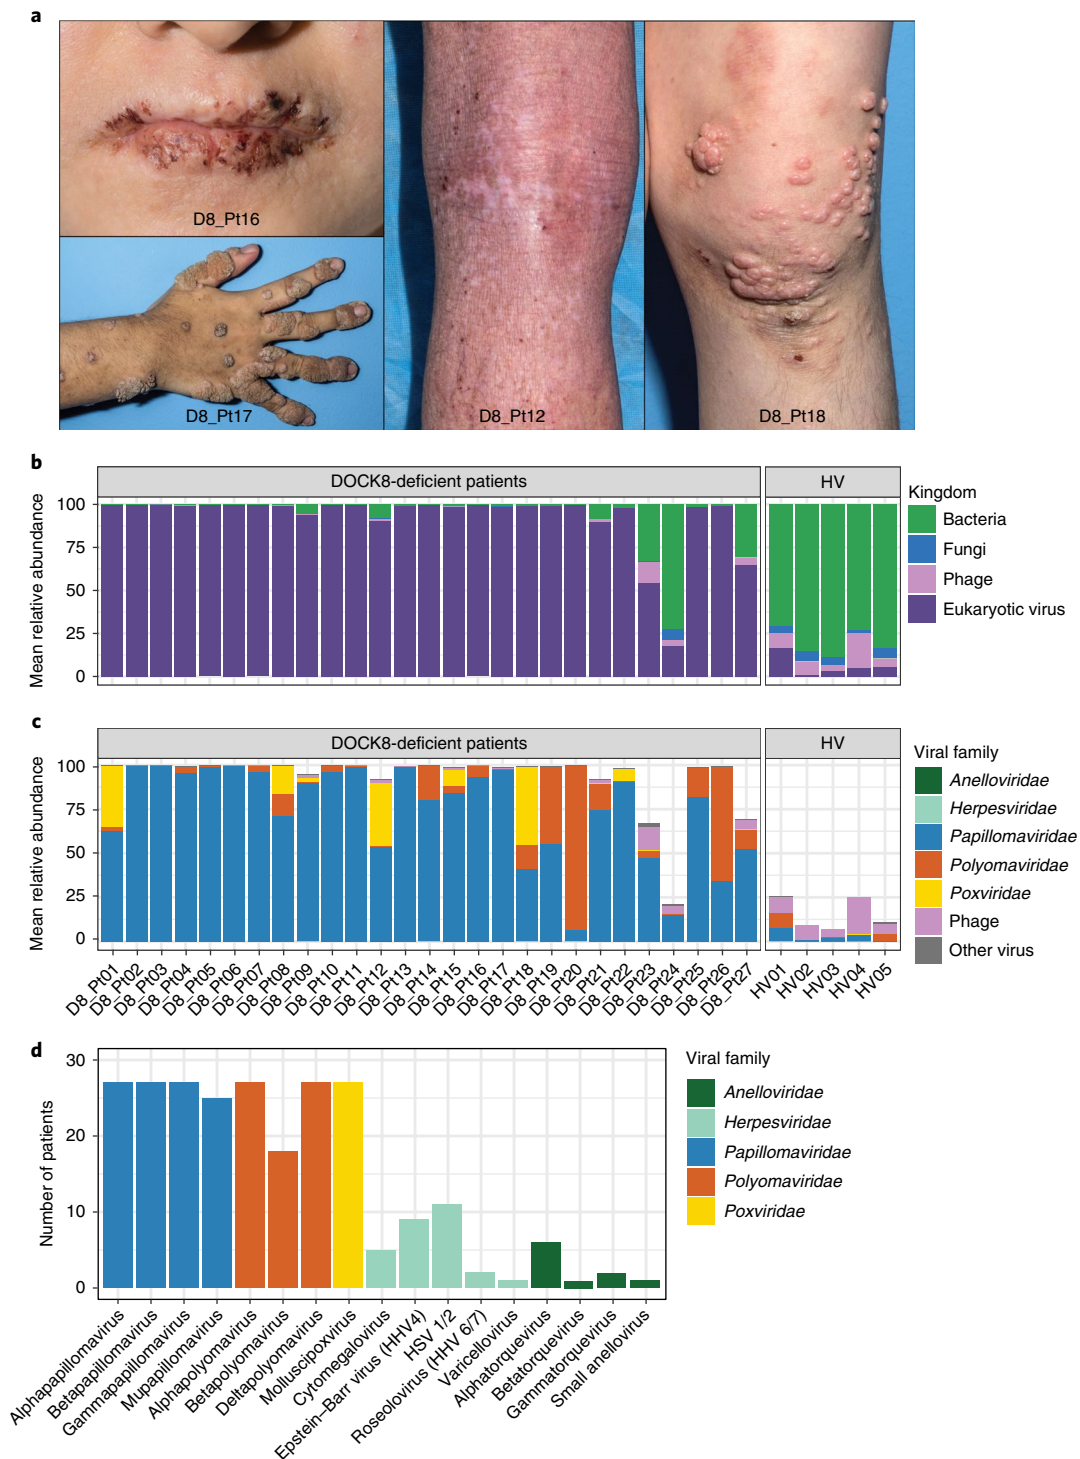 a
D8_Pt16
D8_Pt17
D8_Pt12
D8_Pt18
b
DOCK8-deficient patients
HV
Mean relative abundance
100
75
50
25
0
Kingdom
Bacteria
Fungi
Phage
Eukaryotic virus
c
DOCK8-deficient patients
HV
Mean relative abundance
100
75
50
25
0
D8_Pt01
D8_Pt02
D8_Pt03
D8_Pt04
D8_Pt05
D8_Pt06
D8_Pt07
D8_Pt08
D8_Pt09
D8_Pt10
D8_Pt11
D8_Pt12
D8_Pt13
D8_Pt14
D8_Pt15
D8_Pt16
D8_Pt17
D8_Pt18
D8_Pt19
D8_Pt20
D8_Pt21
D8_Pt22
D8_Pt23
D8_Pt24
D8_Pt25
D8_Pt26
D8_Pt27
HV01
HV02
HV03
HV04
HV05
Viral family
Anelloviridae
Herpesviridae
Papillomaviridae
Polyomaviridae
Poxviridae
Phage
Other virus
d
Number of patients
30
20
10
0
Alphapapillomavirus
Betapapillomavirus
Gammapapillomavirus
Mupapillomavirus
Alphapolyomavirus
Betapolyomavirus
Deltapolyomavirus
Molluscipoxvirus
Cytomegalovirus
Epstein–Barr virus (HHV4)
HSV 1/2
Roseolovirus (HHV 6/7)
Varicellovirus
Alphatorquevirus
Betatorquevirus
Gammatorquevirus
Small anellovirus
Viral family
Anelloviridae
Herpesviridae
Papillomaviridae
Polyomaviridae
Poxviridae